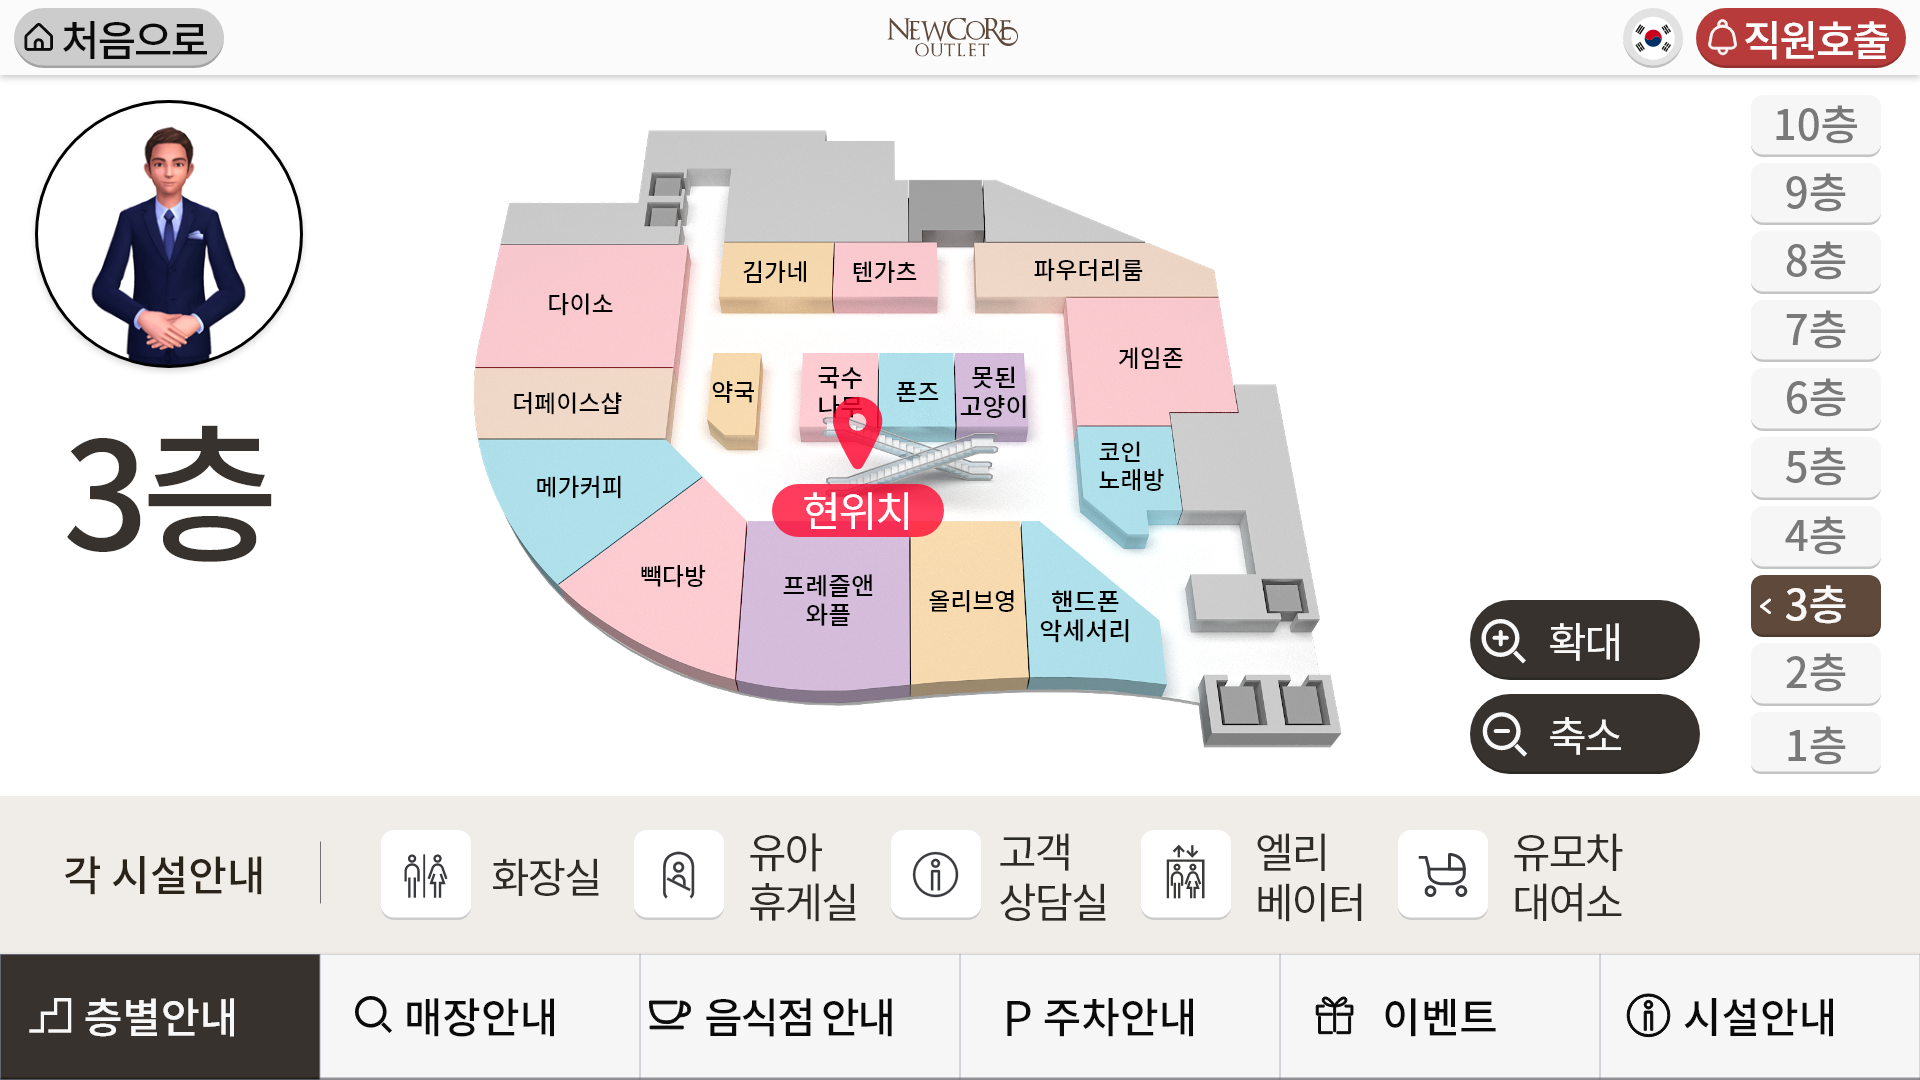 처음으로
NEWCORE
OUTLET
직원호출
3층
김가네
텐가츠
파우더리룸
다이소
게임존
더페이스샵
약국
국수
나무
폰즈
못된
고양이
코인
노래방
메가커피
현위치
빽다방
프레즐앤
와플
올리브영
핸드폰
악세서리
10층
9층
8층
7층
6층
5층
4층
< 3층
2층
1층
확대
축소
각 시설안내
화장실
유아
휴게실
고객
상담실
엘리
베이터
유모차
대여소
층별안내
매장안내
음식점 안내
P 주차안내
이벤트
시설안내